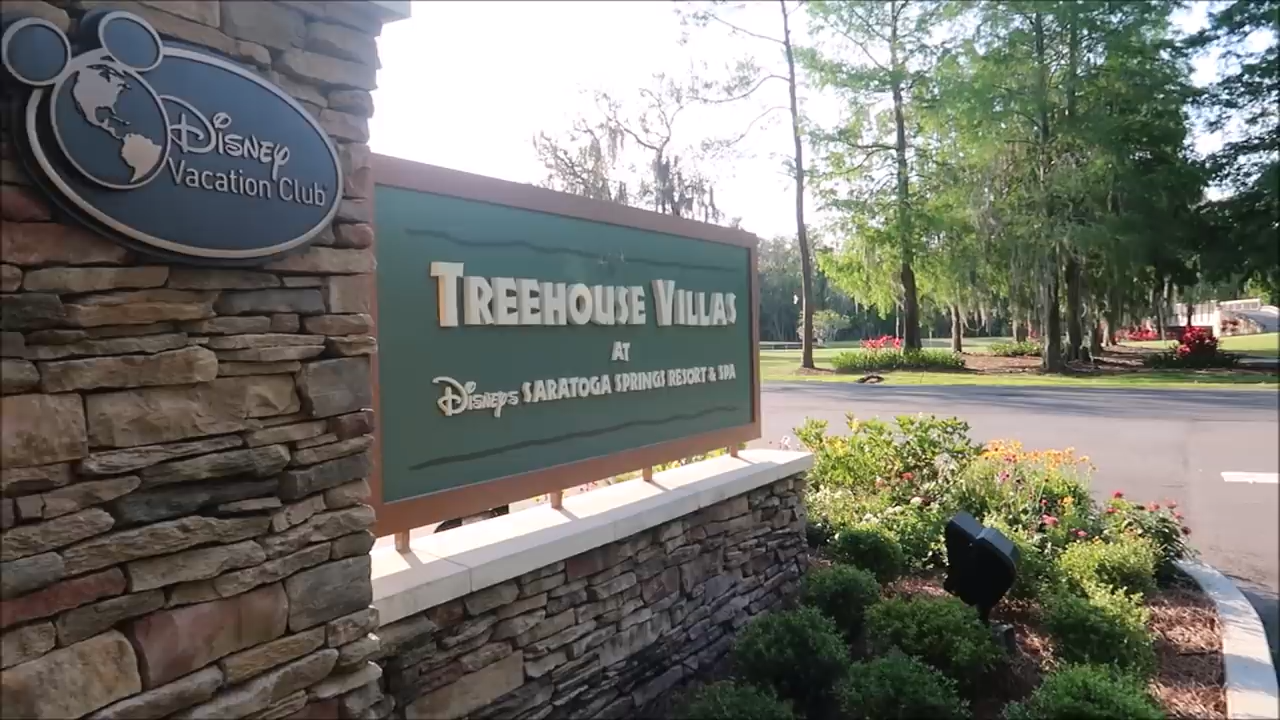 Disney
Vacation Club
TREEHOUSE VILLAS
AT
Disney's SARATOGA SPRINGS RESORT & SPA